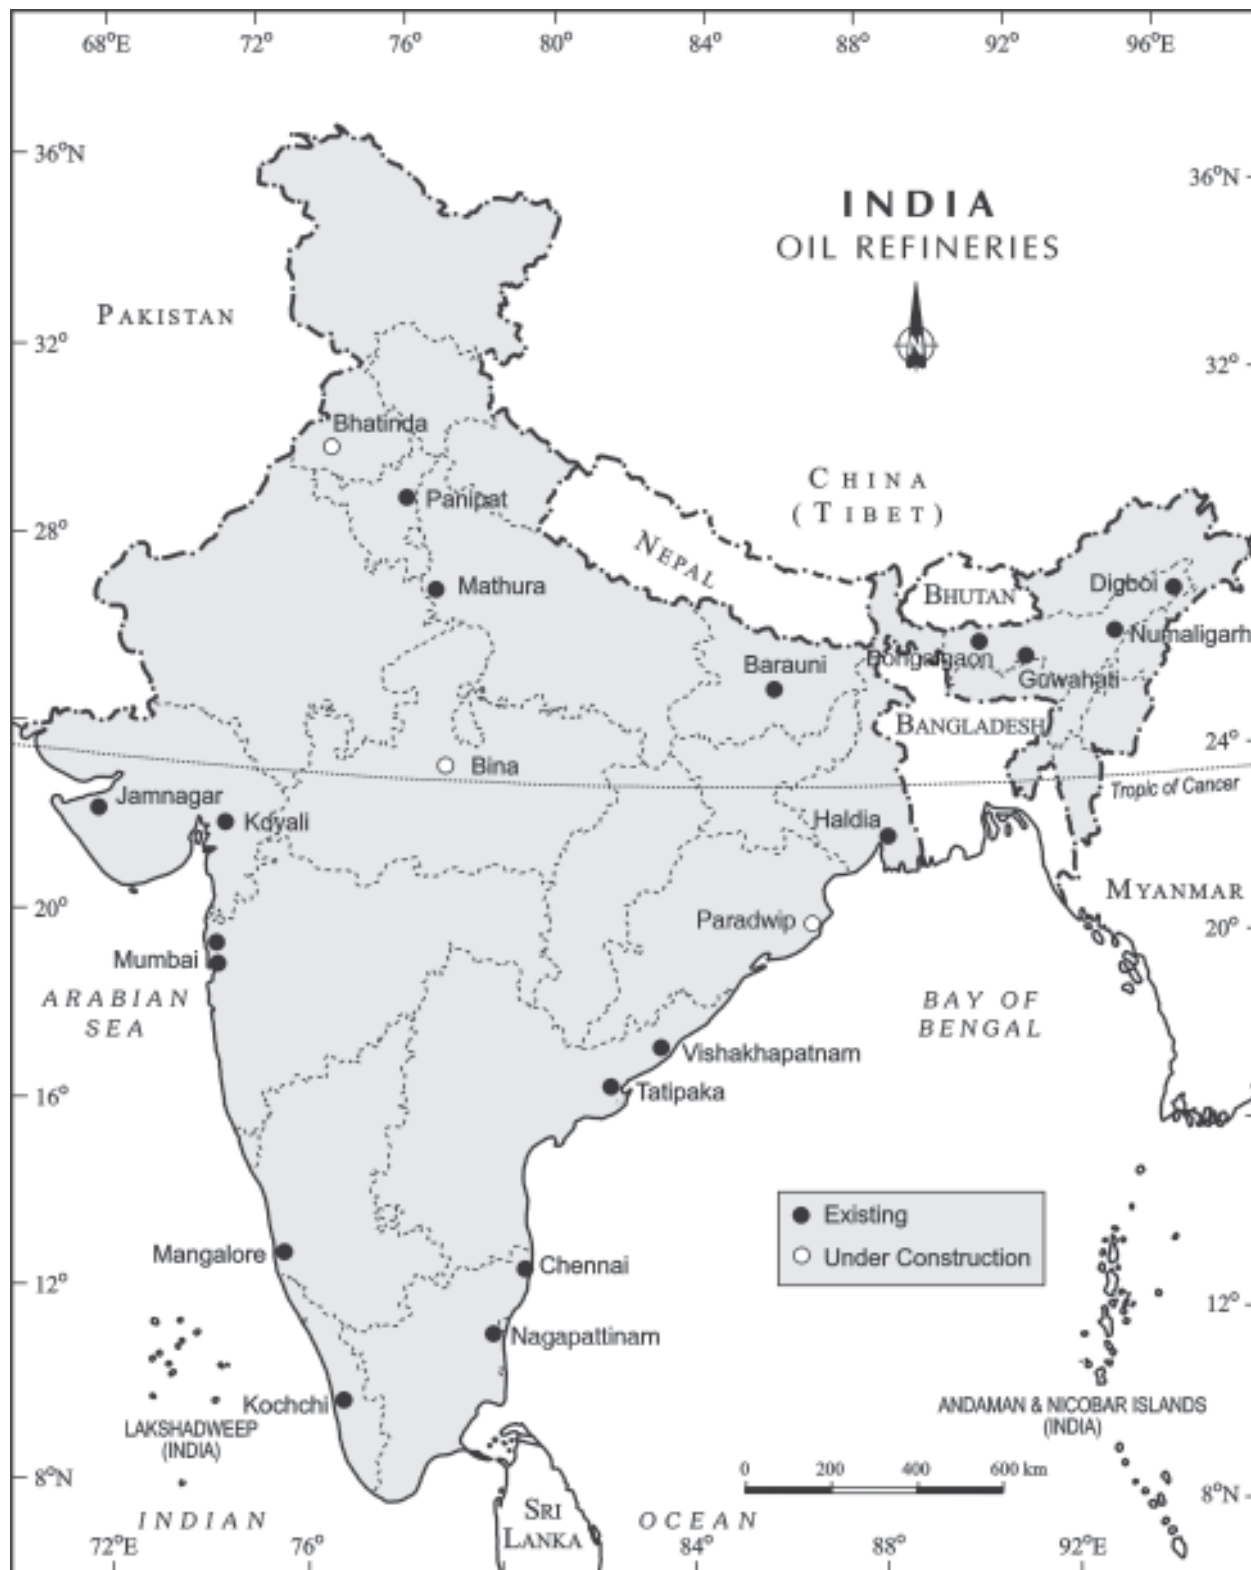 68°E 72° 76° 80° 84° 88° 92° 96°E
36°N
36°N
INDIA
OIL REFINERIES
N
PAKISTAN
32°
32°
Bhatinda
CHINA
(TIBET)
Panipat
28°
NEPAL
Mathura
BHUTAN
Digboi
Numaligarh
Bongaigaon
Gowahati
Barauni
BANGLADESH
24°
Bina
Tropic of Cancer
Jamnagar
Koyali
Haldia
MYANMAR
20°
20°
Paradwip
Mumbai
ARABIAN
SEA
BAY OF
BENGAL
Vishakhapatnam
Tatipaka
16°
Existing
Under Construction
Mangalore
Chennai
12°
12°
Nagapattinam
Kochchi
LAKSHADWEEP
(INDIA)
ANDAMAN & NICOBAR ISLANDS
(INDIA)
0 200 400 600 km
8°N
8°N
SRI
LANKA
INDIAN OCEAN
72°E 76° 84° 88° 92°E